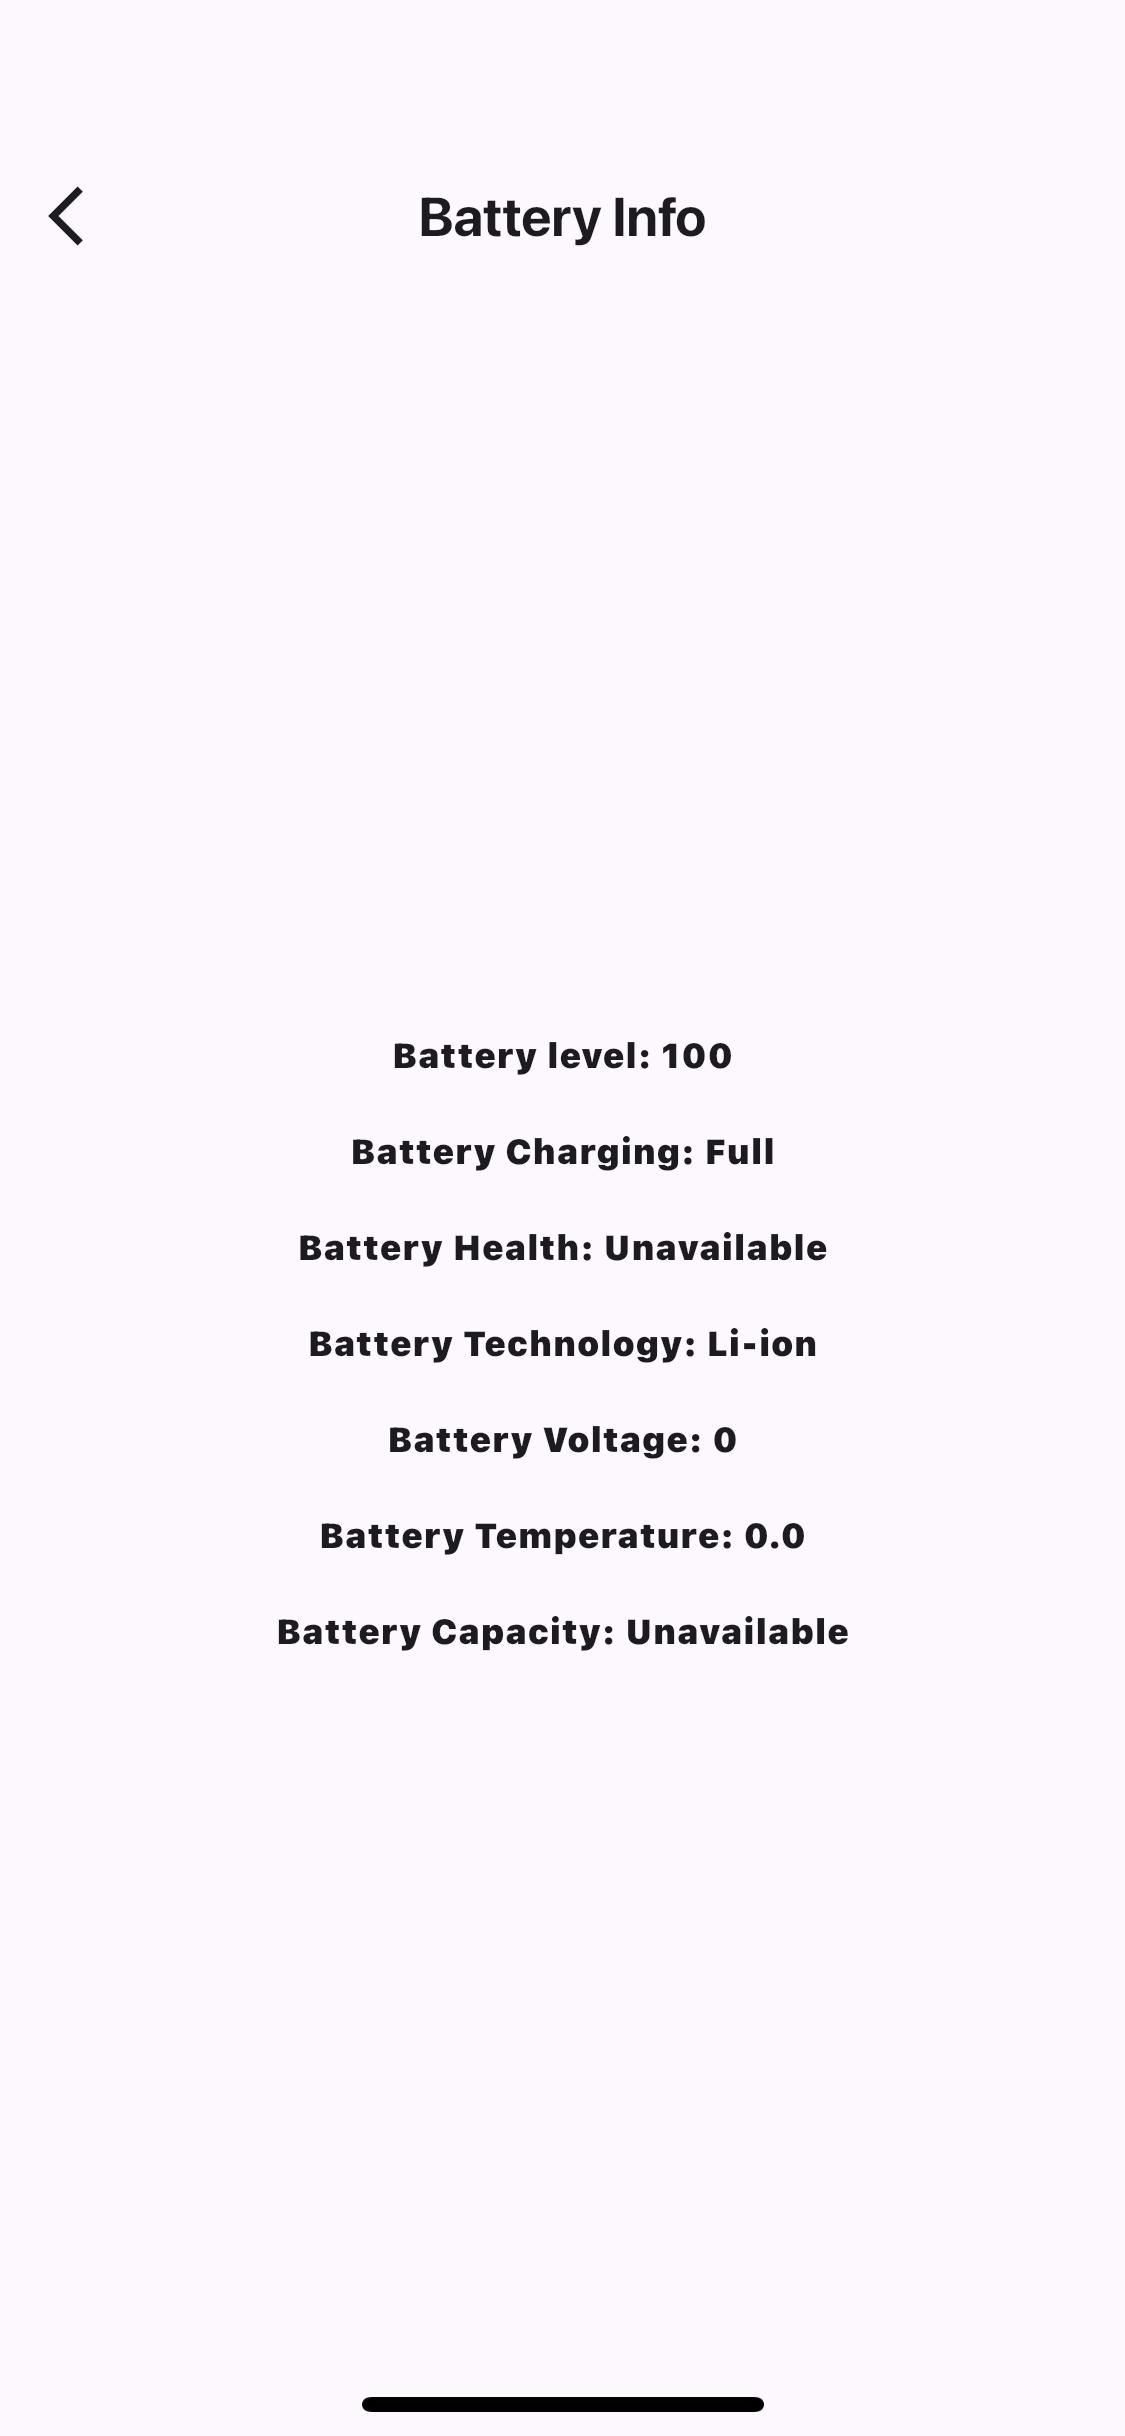 Battery Info
Battery level: 100
Battery Charging: Full
Battery Health: Unavailable
Battery Technology: Li-ion
Battery Voltage: 0
Battery Temperature: 0.0
Battery Capacity: Unavailable